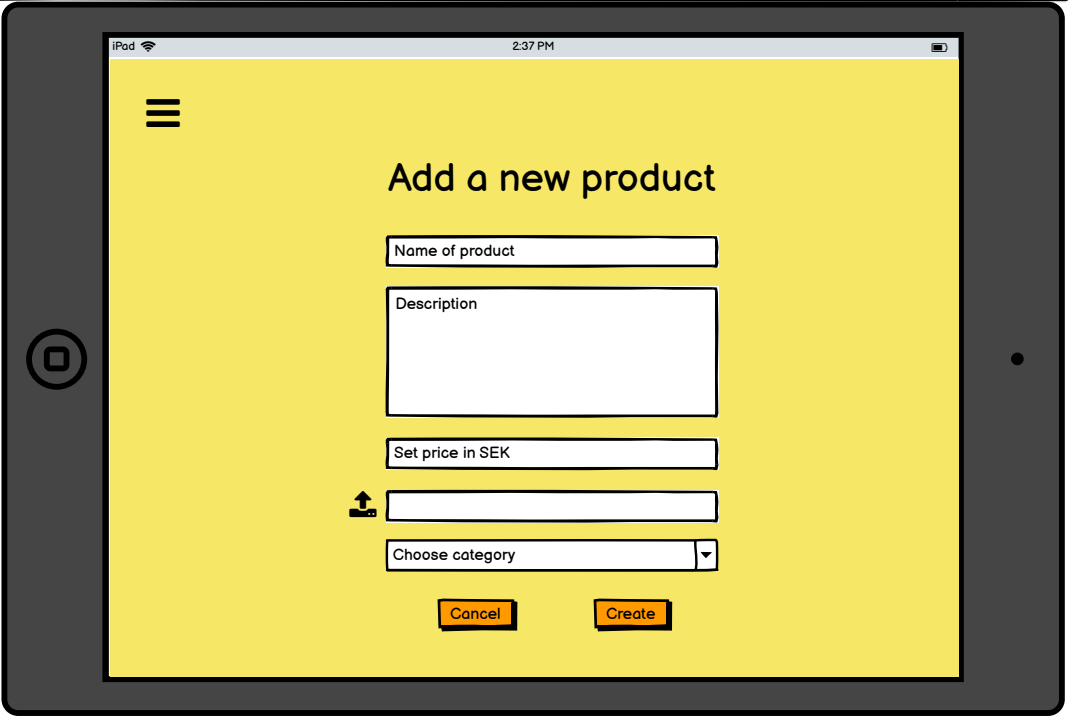 iPad
2:37 PM
Add a new product
Name of product
Description
Set price in SEK
Choose category
Cancel
Create